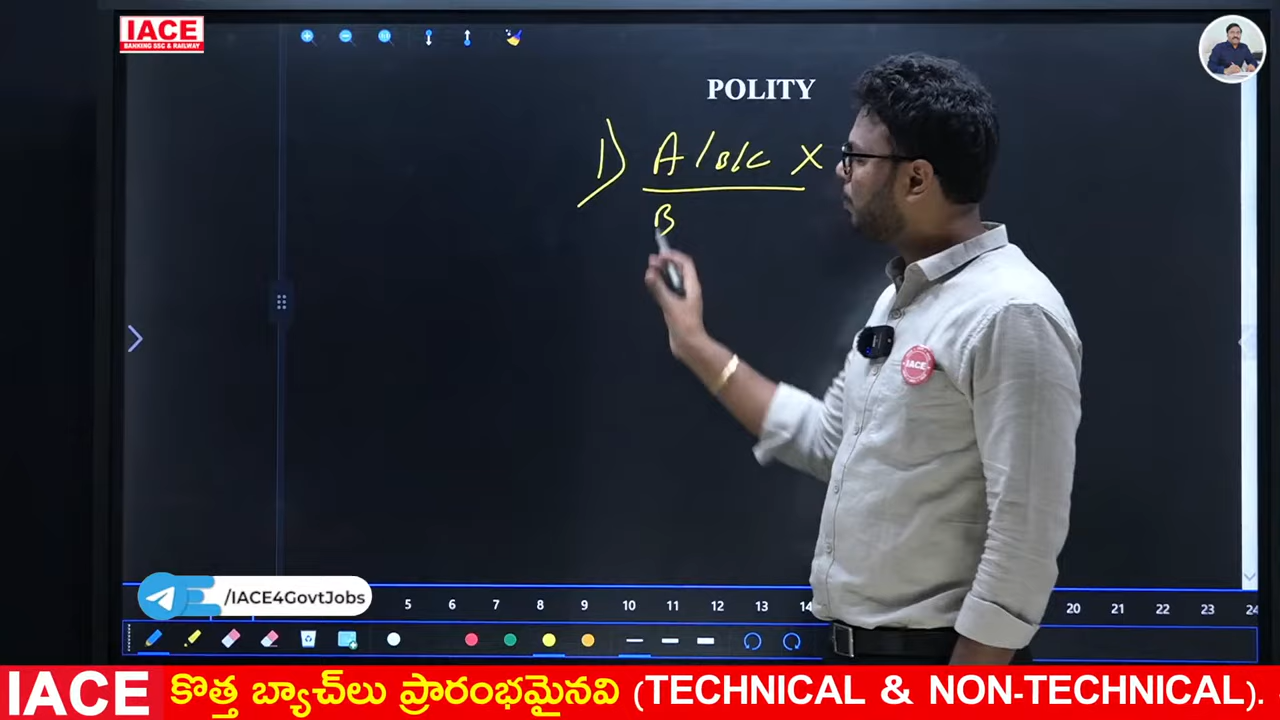 IACE
BANKING SSC & RAILWAY
POLITY
1) A/B/C X
B
IACE
/IACE4GovtJobs
5 6 7 8 9 10 11 12 13 14 20 21 22 23 24
IACE కొత్త బ్యాచ్‌లు ప్రారంభమైనవి (TECHNICAL & NON-TECHNICAL).